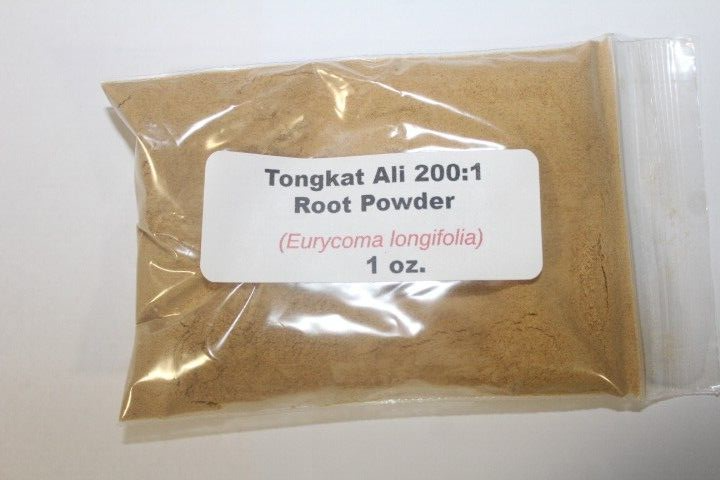 Tongkat Ali 200:1
Root Powder
(Eurycoma longifolia)
1 oz.